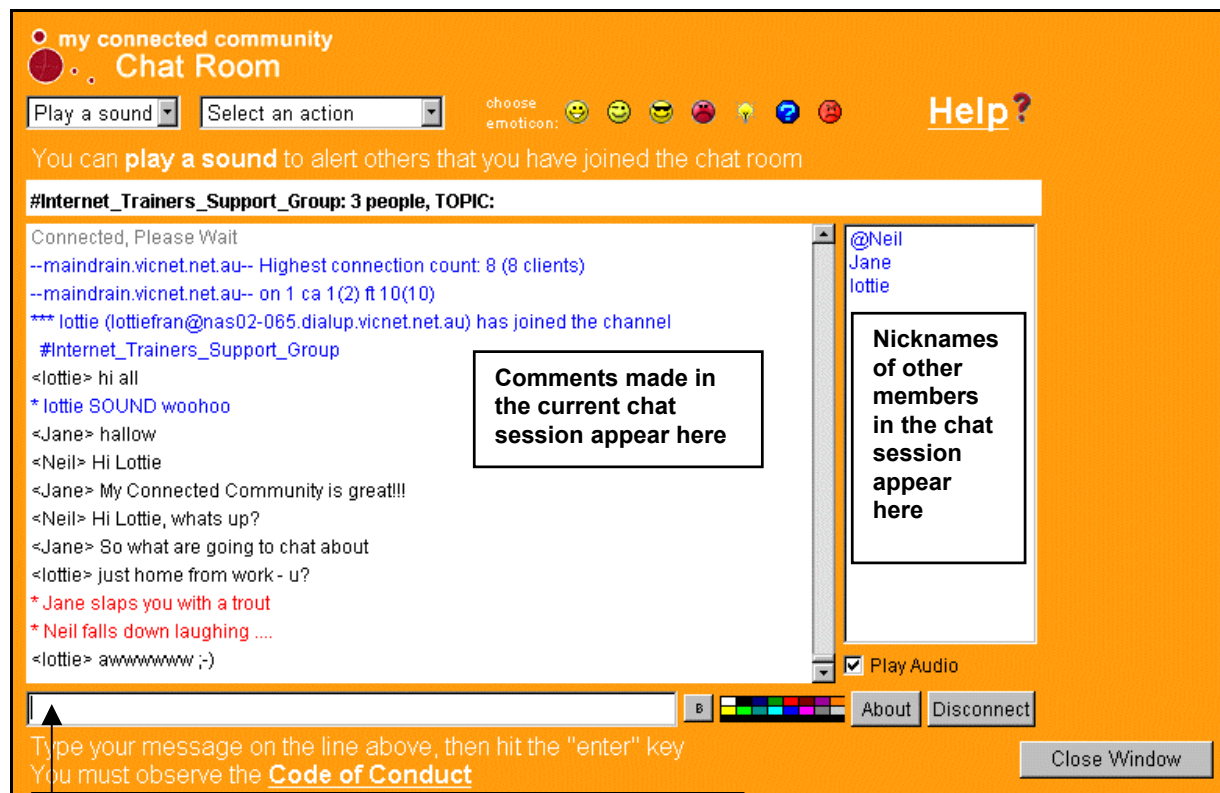 my connected community
Chat Room
Play a sound
Select an action
choose
emoticon:
Help?
You can play a sound to alert others that you have joined the chat room
#Internet_Trainers_Support_Group: 3 people, TOPIC:
Connected, Please Wait
--maindrain.vicnet.net.au-- Highest connection count: 8 (8 clients)
--maindrain.vicnet.net.au-- on 1 ca 1(2) ft 10(10)
*** lottie (lottiefran@nas02-065.dialup.vicnet.net.au) has joined the channel
#Internet_Trainers_Support_Group
<lottie> hi all
* lottie SOUND woohoo
<Jane> hallow
<Neil> Hi Lottie
<Jane> My Connected Community is great!!!
<Neil> Hi Lottie, whats up?
<Jane> So what are going to chat about
<lottie> just home from work - u?
* Jane slaps you with a trout
* Neil falls down laughing ....
<lottie> awwwwwww ;-)
Comments made in
the current chat
session appear here
@Neil
Jane
lottie
Nicknames
of other
members
in the chat
session
appear
here
Play Audio
B
About
Disconnect
Type your message on the line above, then hit the "enter" key
You must observe the Code of Conduct
Close Window